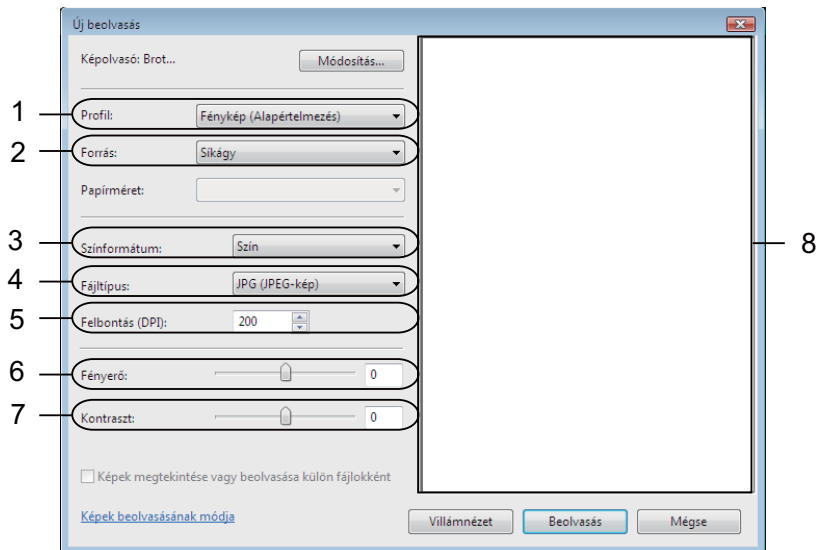 Új beolvasás
Képolvasó: Brot...
Módosítás...
1
Profil:
Fénykép (Alapértelmezés)
2
Forrás:
Síkágy
Papírméret:
3
Színformátum:
Szín
8
4
Fájltípus:
JPG (JPEG-kép)
5
Felbontás (DPI):
200
6
Fényerő:
0
7
Kontraszt:
0
Képek megtekintése vagy beolvasása külön fájlokként
Képek beolvasásának módja
Villámnézet
Beolvasás
Mégse